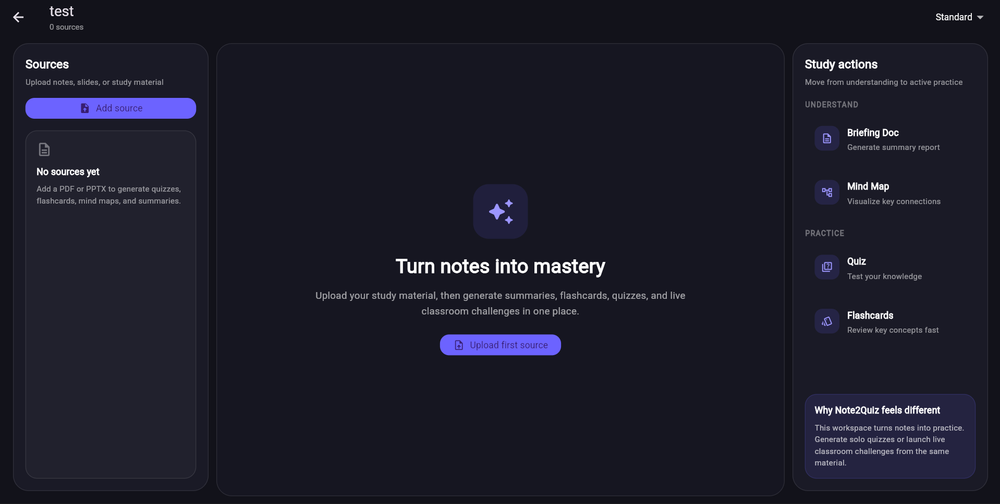 test
0 sources
Standard
Sources
Upload notes, slides, or study material
Add source
No sources yet
Add a PDF or PPTX to generate quizzes,
flashcards, mind maps, and summaries.
Turn notes into mastery
Upload your study material, then generate summaries, flashcards, quizzes, and live
classroom challenges in one place.
Upload first source
Study actions
Move from understanding to active practice
UNDERSTAND
Briefing Doc
Generate summary report
Mind Map
Visualize key connections
PRACTICE
Quiz
Test your knowledge
Flashcards
Review key concepts fast
Why Note2Quiz feels different
This workspace turns notes into practice.
Generate solo quizzes or launch live
classroom challenges from the same
material.